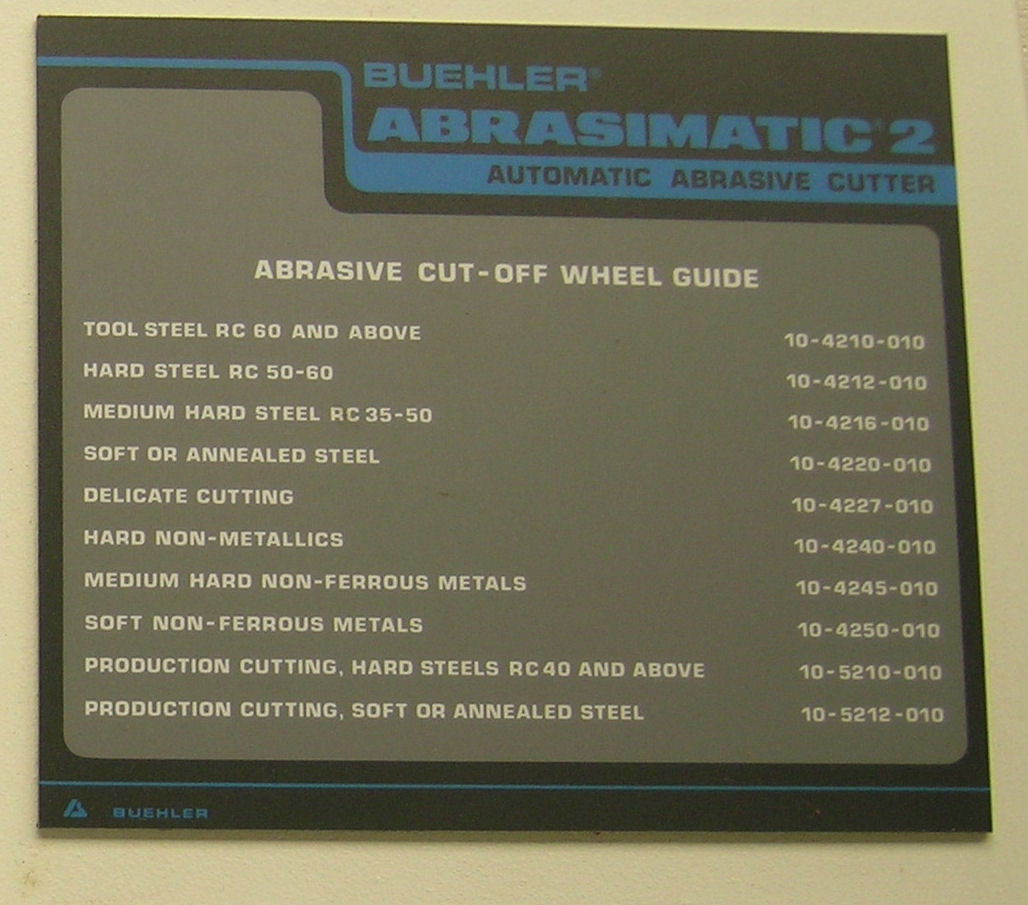 BUEHLER®
ABRASIMATIC® 2
AUTOMATIC ABRASIVE CUTTER
ABRASIVE CUT-OFF WHEEL GUIDE
TOOL STEEL RC 60 AND ABOVE 10-4210-010
HARD STEEL RC 50-60 10-4212-010
MEDIUM HARD STEEL RC 35-50 10-4216-010
SOFT OR ANNEALED STEEL 10-4220-010
DELICATE CUTTING 10-4227-010
HARD NON-METALLICS 10-4240-010
MEDIUM HARD NON-FERROUS METALS 10-4245-010
SOFT NON-FERROUS METALS 10-4250-010
PRODUCTION CUTTING, HARD STEELS RC 40 AND ABOVE 10-5210-010
PRODUCTION CUTTING, SOFT OR ANNEALED STEEL 10-5212-010
BUEHLER